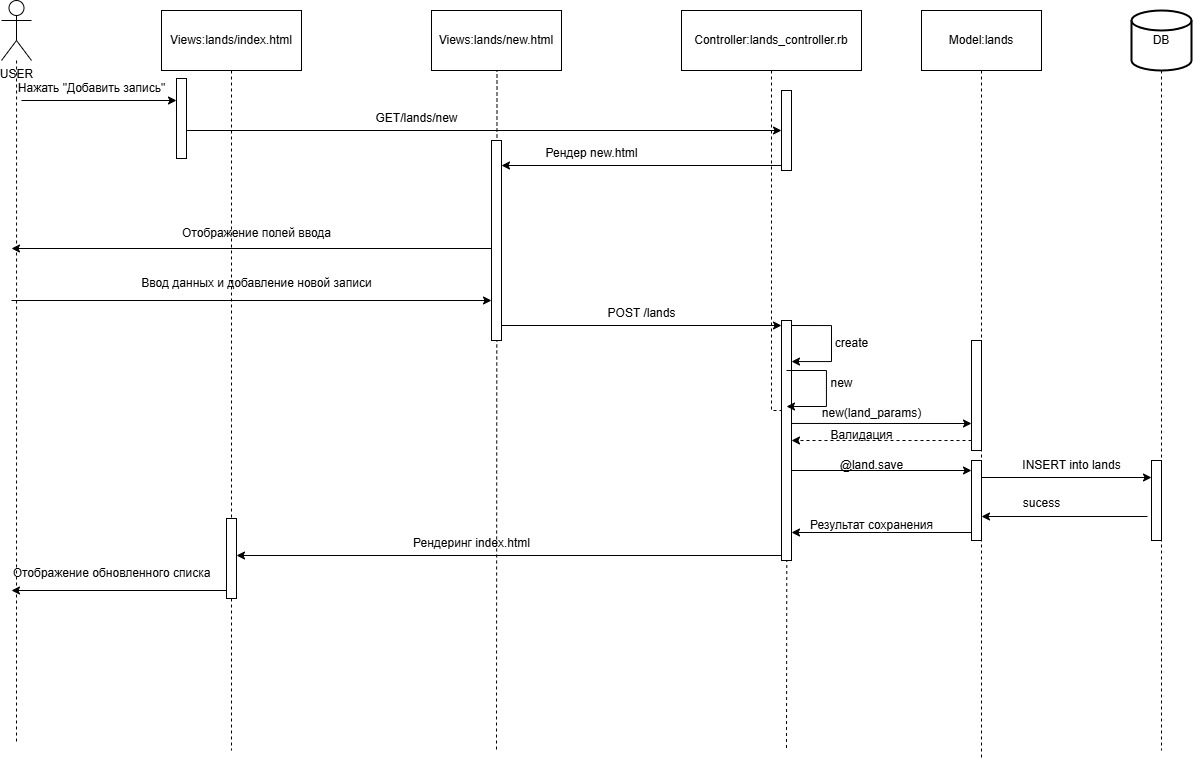 Views:lands/index.html
Views:lands/new.html
Controller:lands_controller.rb
Model:lands
DB
USER
Нажать "Добавить запись"
GET/lands/new
Рендер new.html
Отображение полей ввода
Ввод данных и добавление новой записи
POST /lands
create
new
new(land_params)
Валидация
@land.save
INSERT into lands
sucess
Результат сохранения
Рендеринг index.html
Отображение обновленного списка